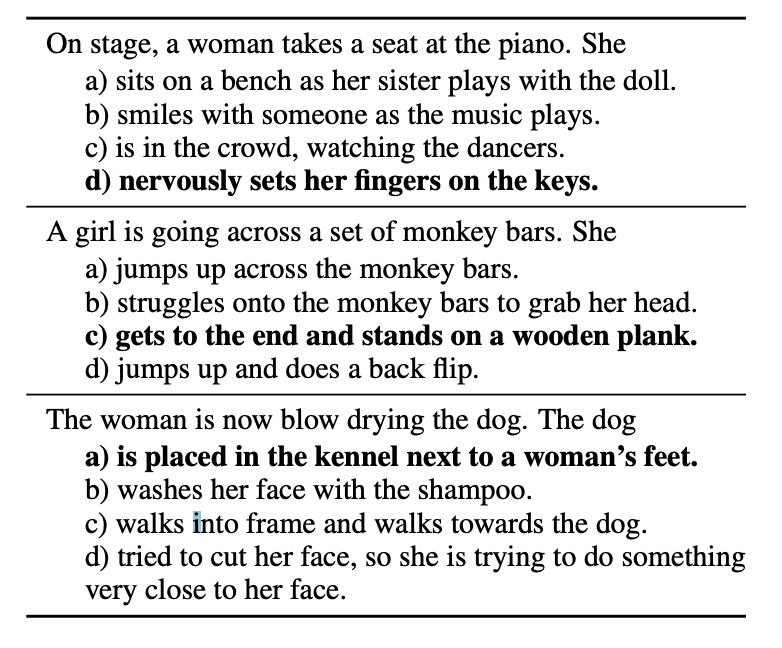 On stage, a woman takes a seat at the piano. She
a) sits on a bench as her sister plays with the doll.
b) smiles with someone as the music plays.
c) is in the crowd, watching the dancers.
d) nervously sets her fingers on the keys.
A girl is going across a set of monkey bars. She
a) jumps up across the monkey bars.
b) struggles onto the monkey bars to grab her head.
c) gets to the end and stands on a wooden plank.
d) jumps up and does a back flip.
The woman is now blow drying the dog. The dog
a) is placed in the kennel next to a woman’s feet.
b) washes her face with the shampoo.
c) walks into frame and walks towards the dog.
d) tried to cut her face, so she is trying to do something
very close to her face.